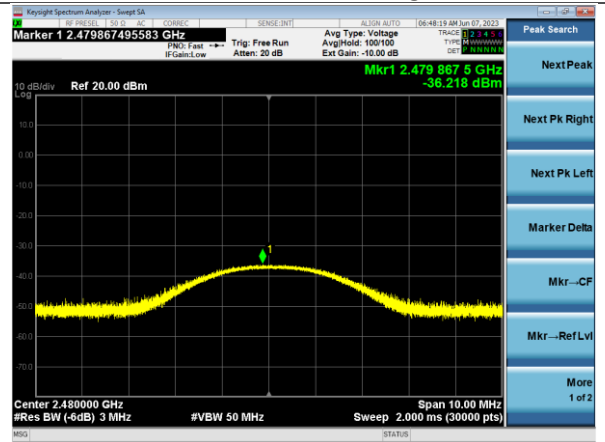 Keysight Spectrum Analyzer - Swept SA
RF PRESEL 50 Ω AC CORREC SENSE:INT ALIGN AUTO 06:48:19 AM Jun 07, 2023
Marker 1 2.479867495583 GHz
PNO: Fast
IFGain:Low
Trig: Free Run
Atten: 20 dB
Avg Type: Voltage
Avg|Hold: 100/100
Ext Gain: -10.00 dB
TRACE 1 2 3 4 5 6
TYPE M W W W W W
DET P N N N N N
Peak Search
Mkr1 2.479 867 5 GHz
-36.218 dBm
10 dB/div Ref 20.00 dBm
Log
10.0
0.00
-10.0
-20.0
-30.0
-40.0
-50.0
-60.0
-70.0
1
Center 2.480000 GHz
Span 10.00 MHz
#Res BW (-6dB) 3 MHz
#VBW 50 MHz
Sweep 2.000 ms (30000 pts)
Next Peak
Next Pk Right
Next Pk Left
Marker Delta
Mkr→CF
Mkr→Ref Lvl
More
1 of 2
MSG
STATUS